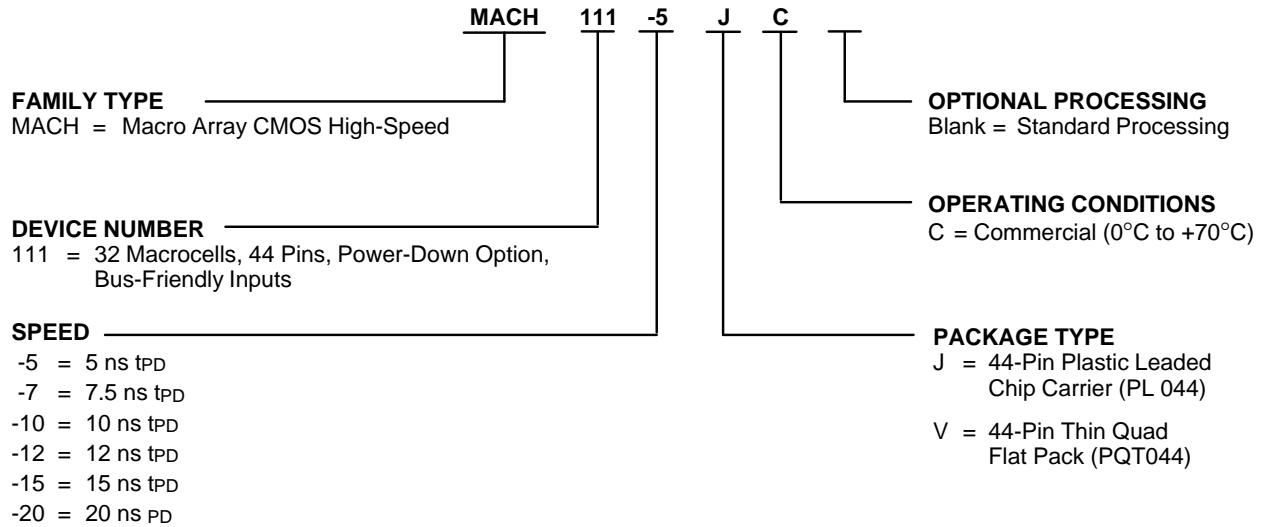 MACH 111 -5 J C
FAMILY TYPE
MACH = Macro Array CMOS High-Speed
DEVICE NUMBER
111 = 32 Macrocells, 44 Pins, Power-Down Option,
Bus-Friendly Inputs
SPEED
-5 = 5 ns tPD
-7 = 7.5 ns tPD
-10 = 10 ns tPD
-12 = 12 ns tPD
-15 = 15 ns tPD
-20 = 20 ns PD
OPTIONAL PROCESSING
Blank = Standard Processing
OPERATING CONDITIONS
C = Commercial (0°C to +70°C)
PACKAGE TYPE
J = 44-Pin Plastic Leaded
Chip Carrier (PL 044)
V = 44-Pin Thin Quad
Flat Pack (PQT044)